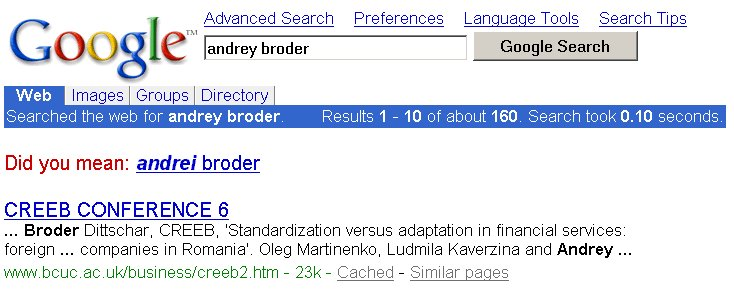 Advanced Search Preferences Language Tools Search Tips
Google™
andrey broder Google Search
Web Images Groups Directory
Searched the web for andrey broder. Results 1 - 10 of about 160. Search took 0.10 seconds.
Did you mean: andrei broder
CREEB CONFERENCE 6
... Broder Dittschar, CREEB, 'Standardization versus adaptation in financial services:
foreign ... companies in Romania'. Oleg Martinenko, Ludmila Kaverzina and Andrey ...
www.bcuc.ac.uk/business/creeb2.htm - 23k - Cached - Similar pages